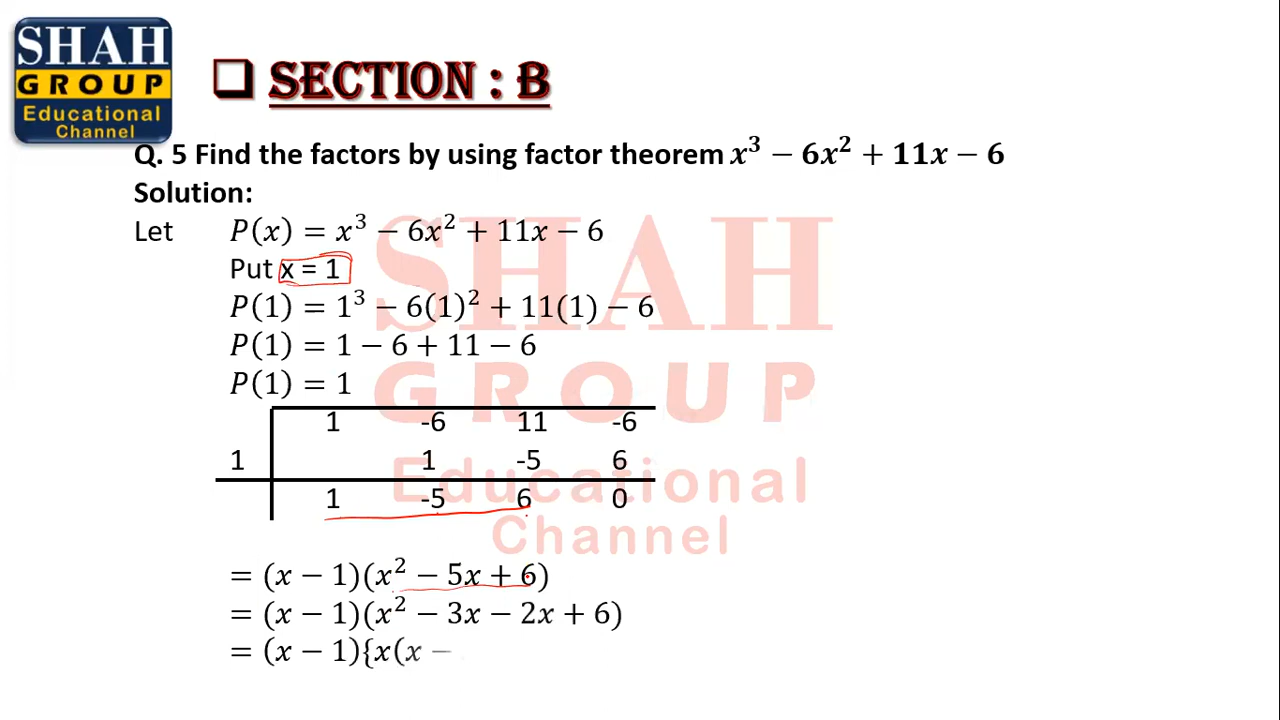 SHAH
GROUP
Educational
Channel
❑ SECTION : B
Q. 5 Find the factors by using factor theorem x³ − 6x² + 11x − 6
Solution:
Let P(x) = x³ − 6x² + 11x − 6
Put x = 1
P(1) = 1³ − 6(1)² + 11(1) − 6
P(1) = 1 − 6 + 11 − 6
P(1) = 1
1 -6 11 -6
1 1 -5 6
1 -5 6 0
= (x − 1)(x² − 5x + 6)
= (x − 1)(x² − 3x − 2x + 6)
= (x − 1){x(x −
SHAH
GROUP
Educational
Channel